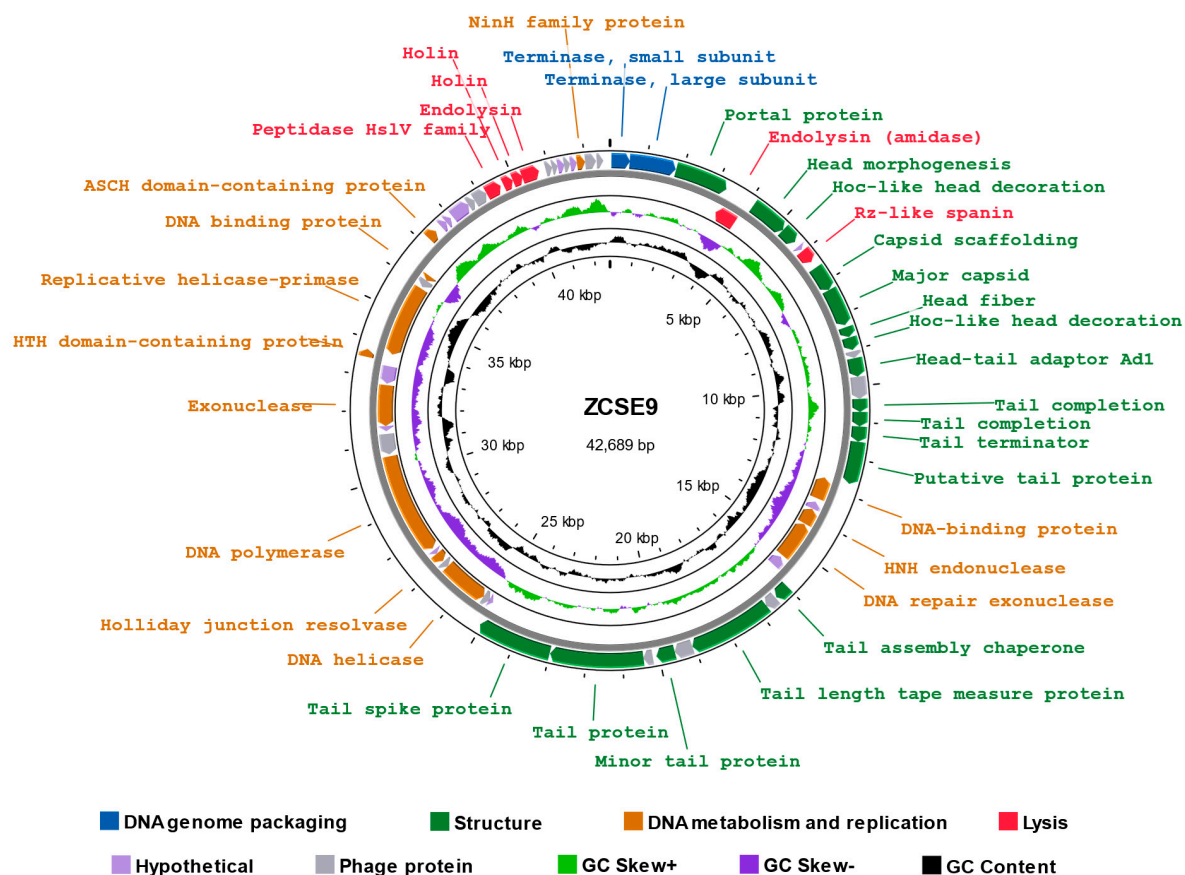 NinH family protein
Holin
Terminase, small subunit
Holin
Terminase, large subunit
Endolysin
Portal protein
Peptidase HslV family
Endolysin (amidase)
Head morphogenesis
ASCH domain-containing protein
Hoc-like head decoration
DNA binding protein
Rz-like spanin
Capsid scaffolding
Replicative helicase-primase
Major capsid
Head fiber
HTH domain-containing protein
Hoc-like head decoration
Head-tail adaptor Ad1
Exonuclease
Tail completion
Tail completion
Tail terminator
Putative tail protein
DNA-binding protein
DNA polymerase
HNH endonuclease
DNA repair exonuclease
Holliday junction resolvase
Tail assembly chaperone
DNA helicase
Tail length tape measure protein
Tail spike protein
Tail protein
Minor tail protein
40 kbp
5 kbp
35 kbp
10 kbp
ZCSE9
42,689 bp
30 kbp
15 kbp
25 kbp
20 kbp
DNA genome packaging
Structure
DNA metabolism and replication
Lysis
Hypothetical
Phage protein
GC Skew+
GC Skew-
GC Content